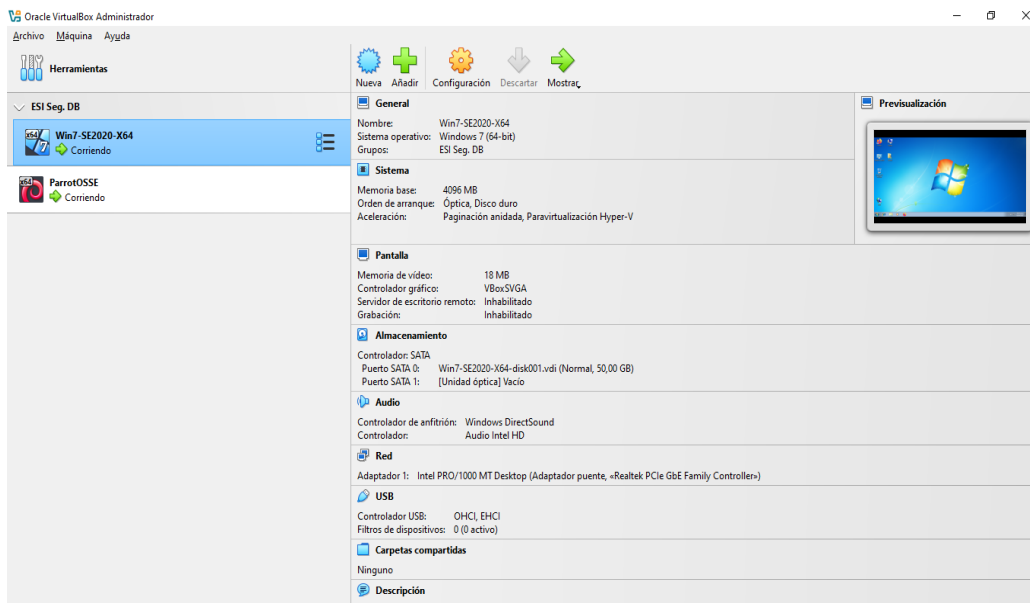 Oracle VirtualBox Administrador
Archivo Máquina Ayuda
Herramientas
Nueva Añadir Configuración Descartar Mostrar
ESI Seg. DB
Win7-SE2020-X64
Corriendo
ParrotOSSE
Corriendo
General
Nombre: Win7-SE2020-X64
Sistema operativo: Windows 7 (64-bit)
Grupos: ESI Seg. DB
Previsualización
Sistema
Memoria base: 4096 MB
Orden de arranque: Óptica, Disco duro
Aceleración: Paginación anidada, Paravirtualización Hyper-V
Pantalla
Memoria de vídeo: 18 MB
Controlador gráfico: VBoxSVGA
Servidor de escritorio remoto: Inhabilitado
Grabación: Inhabilitado
Almacenamiento
Controlador: SATA
Puerto SATA 0: Win7-SE2020-X64-disk001.vdi (Normal, 50,00 GB)
Puerto SATA 1: [Unidad óptica] Vacío
Audio
Controlador de anfitrión: Windows DirectSound
Controlador: Audio Intel HD
Red
Adaptador 1: Intel PRO/1000 MT Desktop (Adaptador puente, «Realtek PCIe GbE Family Controller»)
USB
Controlador USB: OHCI, EHCI
Filtros de dispositivos: 0 (0 activo)
Carpetas compartidas
Ninguno
Descripción